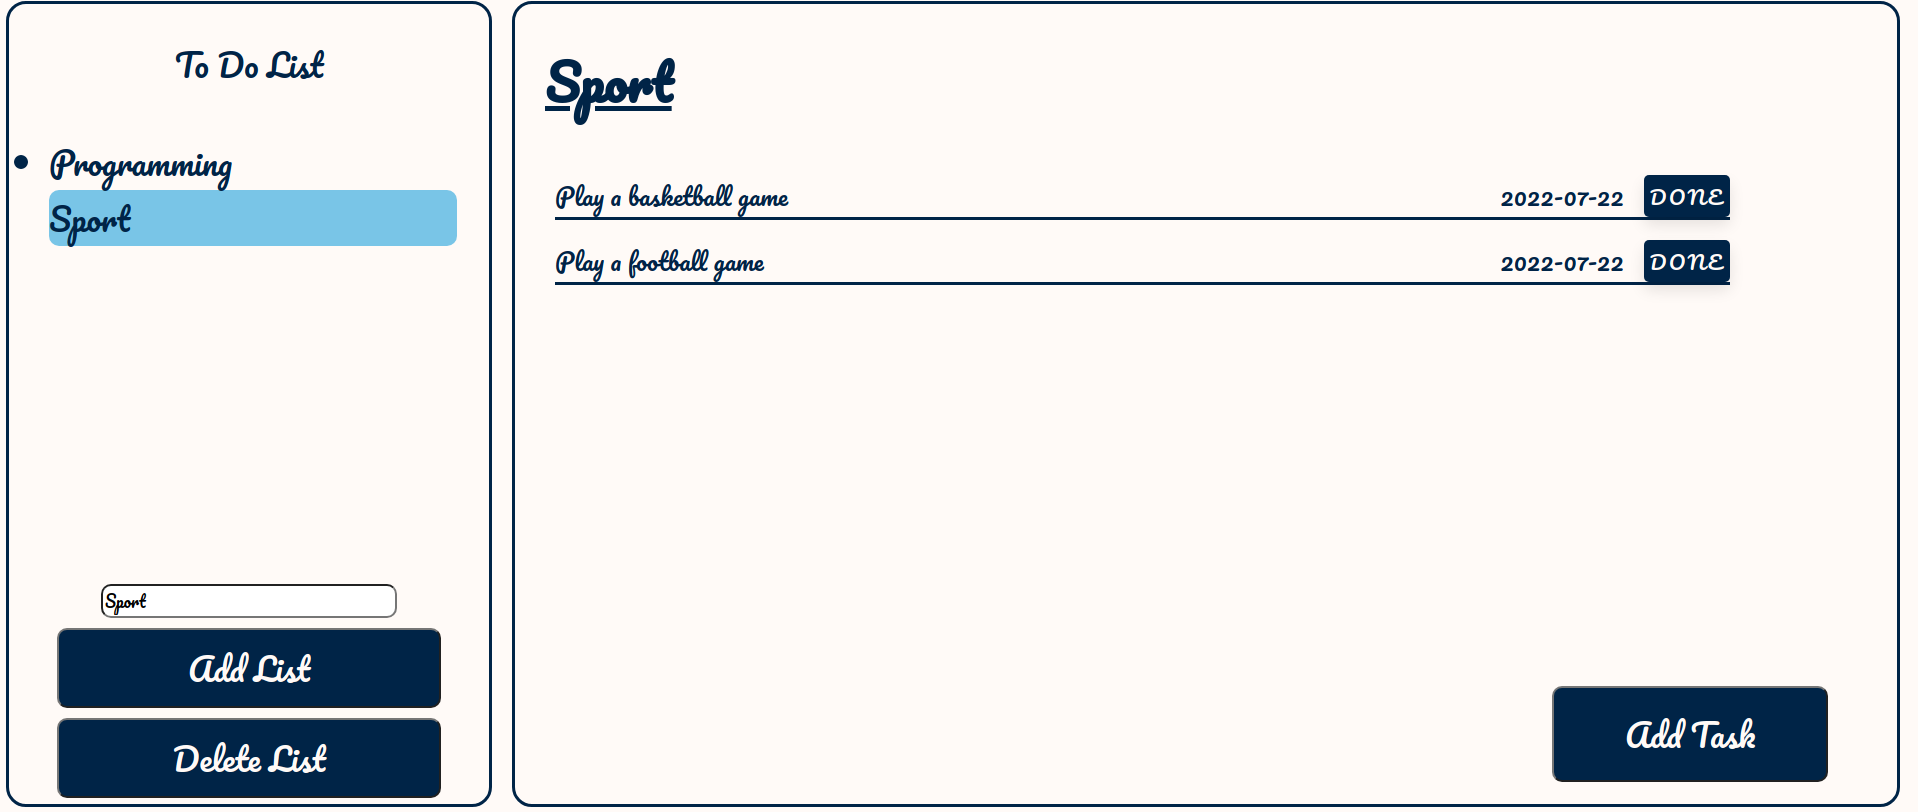 To Do List
Programming
Sport
Sport
Add List
Delete List
Sport
Play a basketball game 2022-07-22 DONE
Play a football game 2022-07-22 DONE
Add Task